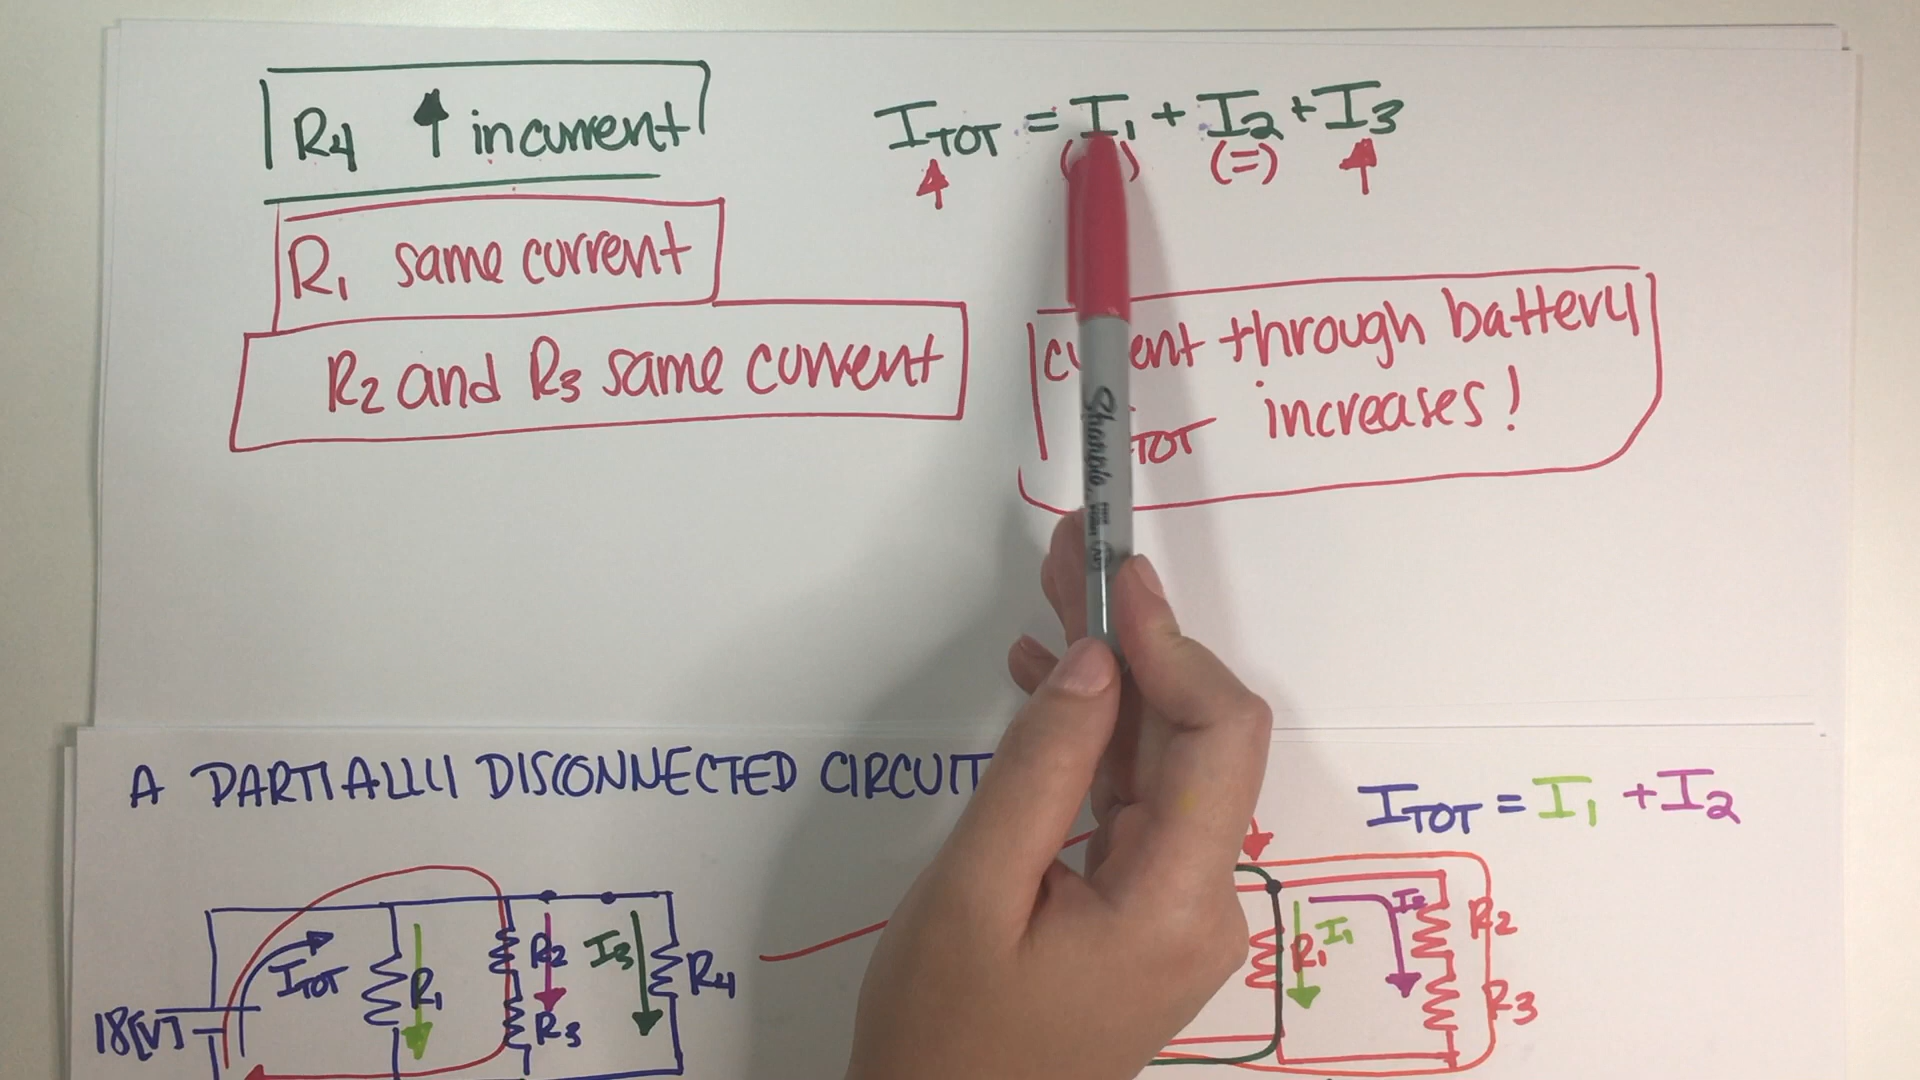 R4 ↑ in current
ITOT = I1 + I2 + I3
(=)
R1 same current
R2 and R3 same current
through battery
TOT increases!
Sharpie
A PARTIALLY DISCONNECTED CIRCUIT
ITOT = I1 + I2
18[V]
ITOT
R1
R2
R3
I3
R4
R1
I1
I2
R2
R3